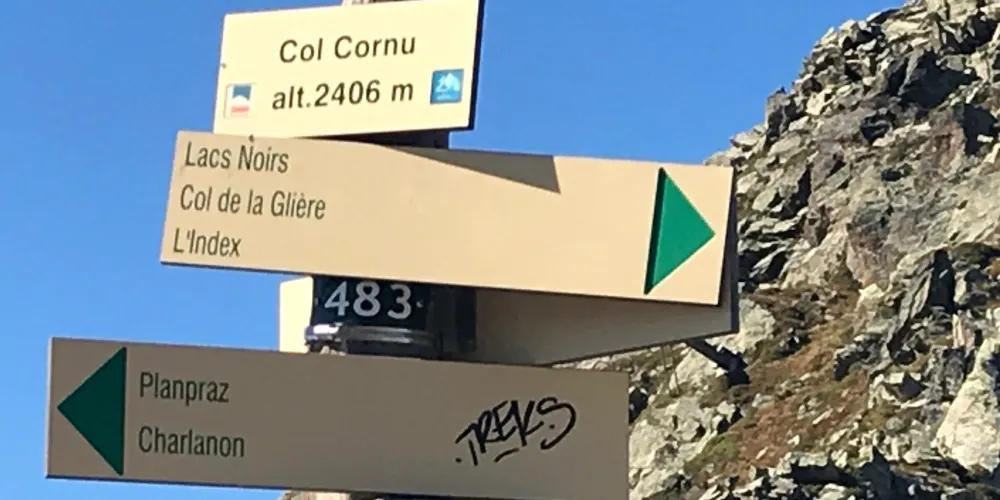 Col Cornu
alt.2406 m
Lacs Noirs
Col de la Glière
L'Index
483
Planpraz
Charlanon
TREKS